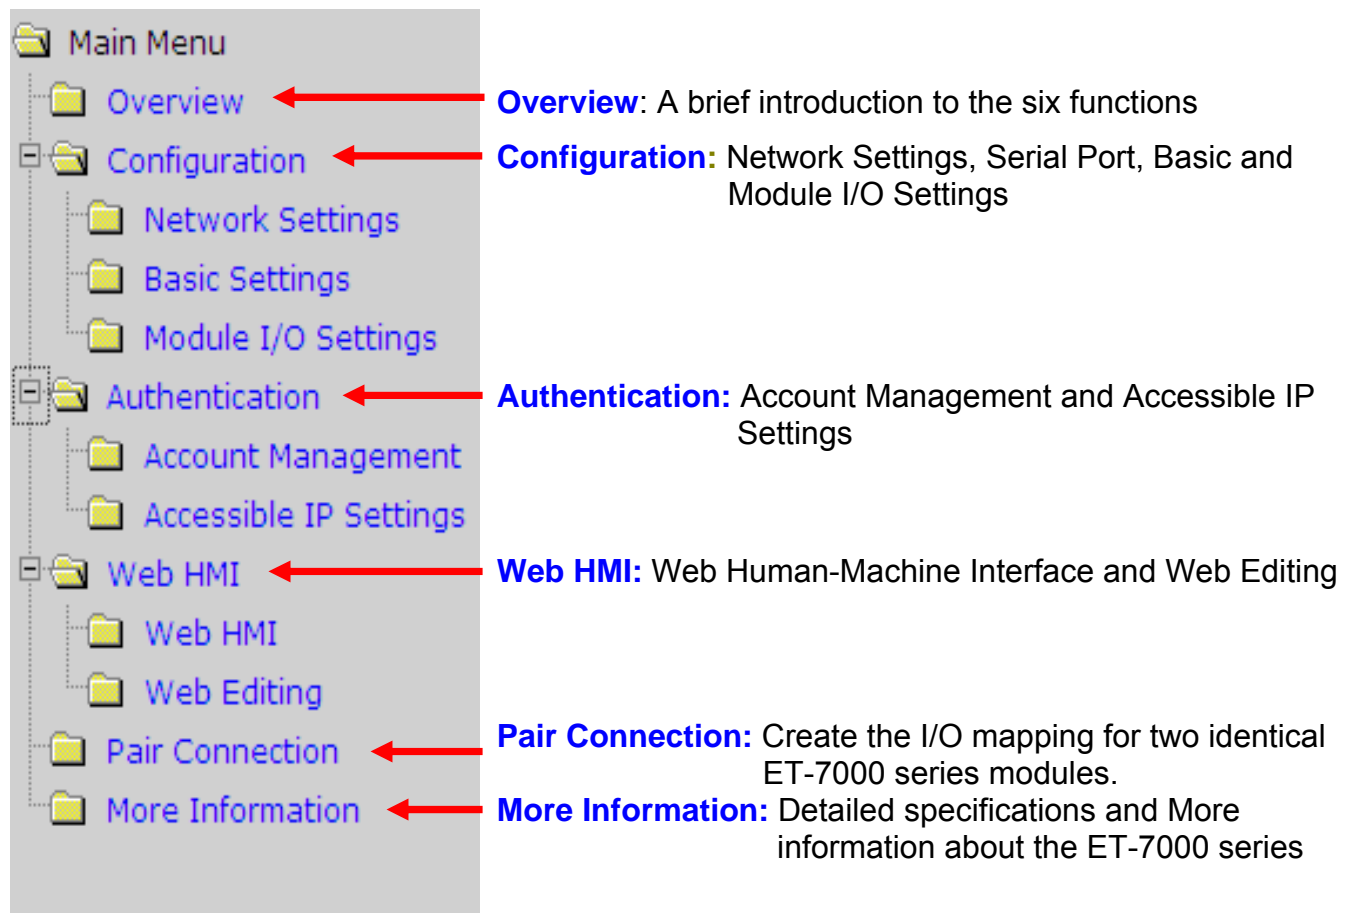 Main Menu
Overview
Overview: A brief introduction to the six functions
Configuration
Configuration: Network Settings, Serial Port, Basic and
Module I/O Settings
Network Settings
Basic Settings
Module I/O Settings
Authentication
Authentication: Account Management and Accessible IP
Settings
Account Management
Accessible IP Settings
Web HMI
Web HMI: Web Human-Machine Interface and Web Editing
Web HMI
Web Editing
Pair Connection
Pair Connection: Create the I/O mapping for two identical
ET-7000 series modules.
More Information
More Information: Detailed specifications and More
information about the ET-7000 series